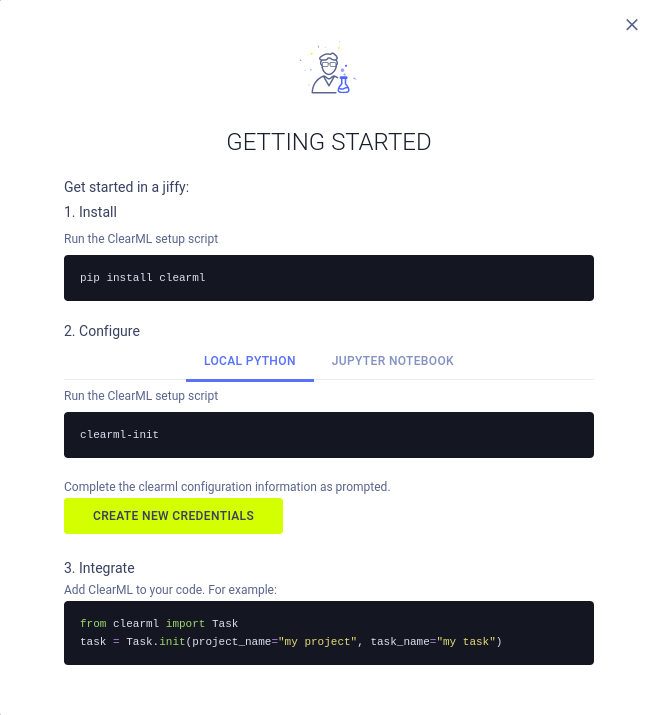 GETTING STARTED
Get started in a jiffy:
1. Install
Run the ClearML setup script
pip install clearml
2. Configure
LOCAL PYTHON JUPYTER NOTEBOOK
Run the ClearML setup script
clearml-init
Complete the clearml configuration information as prompted.
CREATE NEW CREDENTIALS
3. Integrate
Add ClearML to your code. For example:
from clearml import Task
task = Task.init(project_name="my project", task_name="my task")